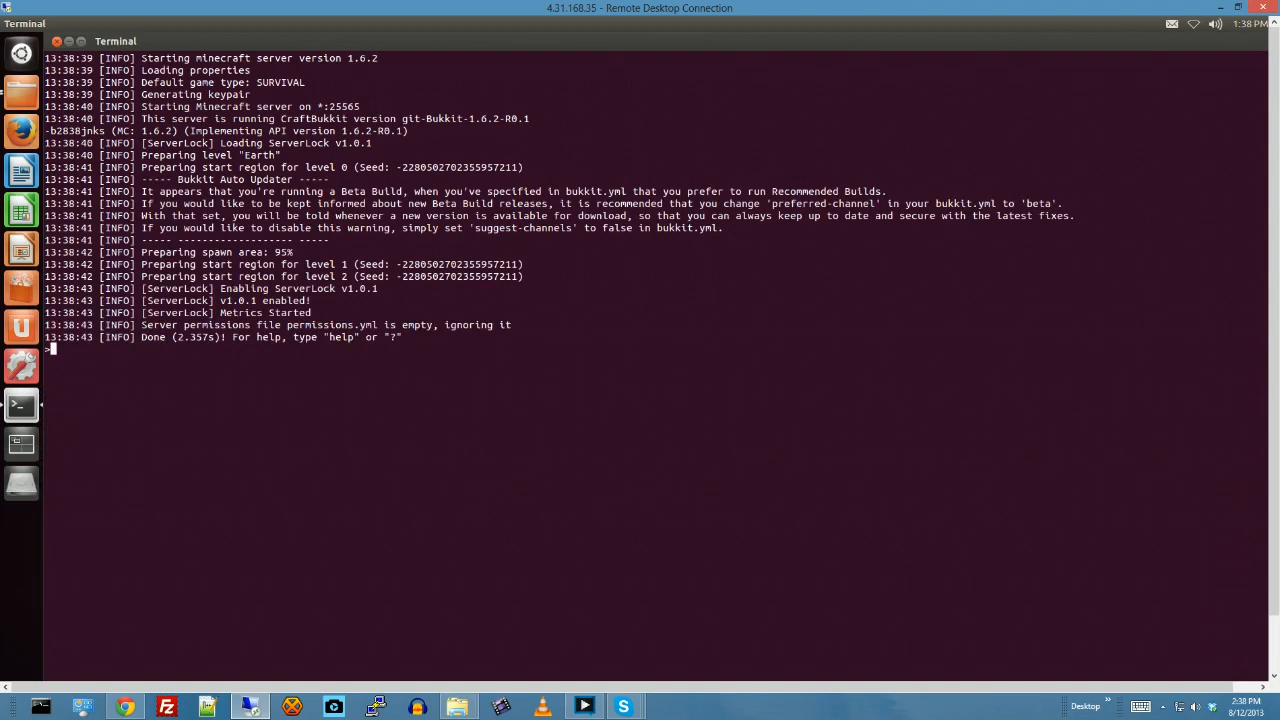 4.31.168.35 - Remote Desktop Connection
Terminal
1:38 PM
Terminal
13:38:39 [INFO] Starting minecraft server version 1.6.2
13:38:39 [INFO] Loading properties
13:38:39 [INFO] Default game type: SURVIVAL
13:38:39 [INFO] Generating keypair
13:38:40 [INFO] Starting Minecraft server on *:25565
13:38:40 [INFO] This server is running CraftBukkit version git-Bukkit-1.6.2-R0.1
-b2838jnks (MC: 1.6.2) (Implementing API version 1.6.2-R0.1)
13:38:40 [INFO] [ServerLock] Loading ServerLock v1.0.1
13:38:40 [INFO] Preparing level "Earth"
13:38:41 [INFO] Preparing start region for level 0 (Seed: -2280502702355957211)
13:38:41 [INFO] ----- Bukkit Auto Updater -----
13:38:41 [INFO] It appears that you're running a Beta Build, when you've specified in bukkit.yml that you prefer to run Recommended Builds.
13:38:41 [INFO] If you would like to be kept informed about new Beta Build releases, it is recommended that you change 'preferred-channel' in your bukkit.yml to 'beta'.
13:38:41 [INFO] With that set, you will be told whenever a new version is available for download, so that you can always keep up to date and secure with the latest fixes.
13:38:41 [INFO] If you would like to disable this warning, simply set 'suggest-channels' to false in bukkit.yml.
13:38:41 [INFO] ----- ------------------- -----
13:38:42 [INFO] Preparing spawn area: 95%
13:38:42 [INFO] Preparing start region for level 1 (Seed: -2280502702355957211)
13:38:42 [INFO] Preparing start region for level 2 (Seed: -2280502702355957211)
13:38:43 [INFO] [ServerLock] Enabling ServerLock v1.0.1
13:38:43 [INFO] [ServerLock] v1.0.1 enabled!
13:38:43 [INFO] [ServerLock] Metrics Started
13:38:43 [INFO] Server permissions file permissions.yml is empty, ignoring it
13:38:43 [INFO] Done (2.357s)! For help, type "help" or "?"
>
Desktop
2:38 PM
8/12/2013